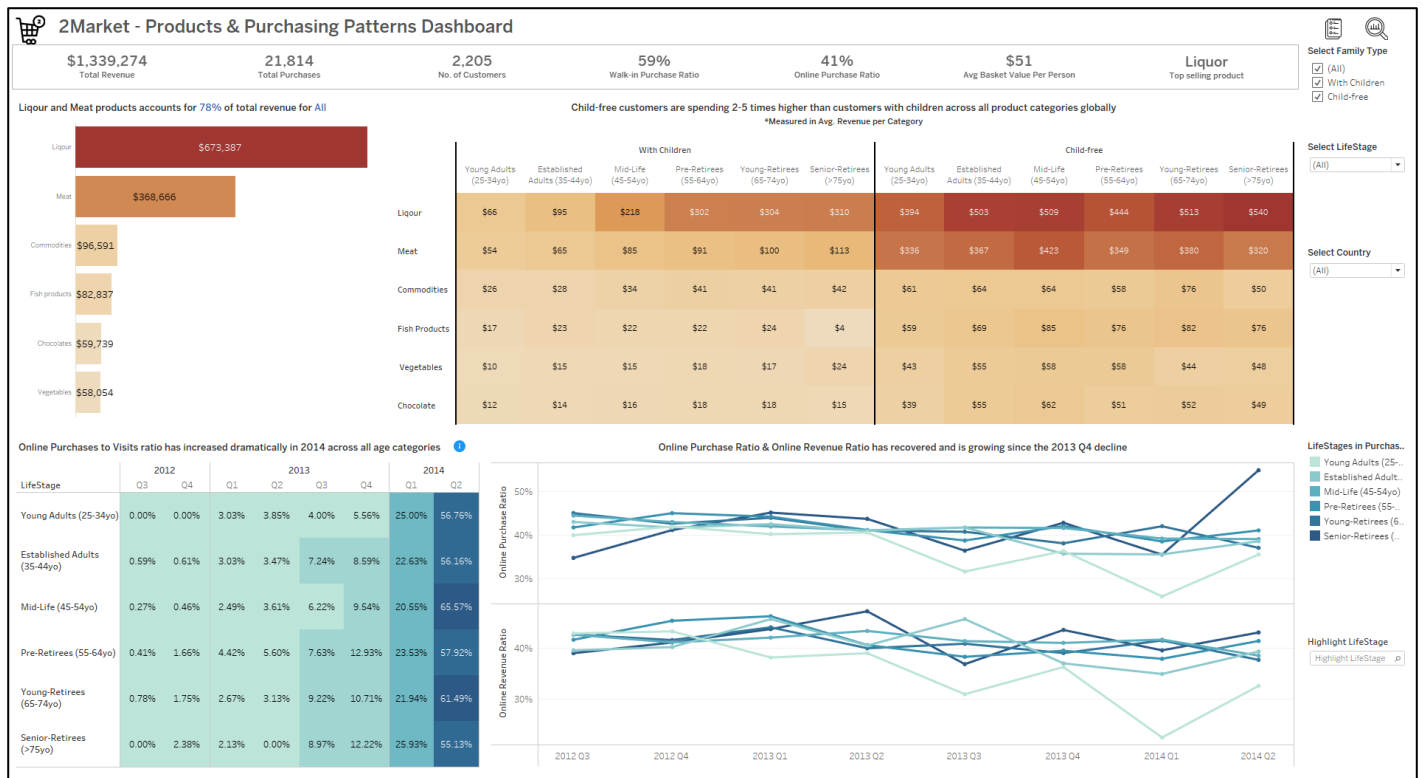 2Market - Products & Purchasing Patterns Dashboard
$1,339,274
Total Revenue
21,814
Total Purchases
2,205
No. of Customers
59%
Walk-in Purchase Ratio
41%
Online Purchase Ratio
$51
Avg Basket Value Per Person
Liquor
Top selling product
Select Family Type
(All)
With Children
Child-free
Select LifeStage
(All)
Select Country
(All)
Liqour and Meat products accounts for 78% of total revenue for All
Liqour $673,387
Meat $368,666
Commodities $96,591
Fish products $82,837
Chocolates $59,739
Vegetables $58,054
Child-free customers are spending 2-5 times higher than customers with children across all product categories globally
*Measured in Avg. Revenue per Category
With Children Child-free
Young Adults Established Mid-Life Pre-Retirees Young-Retirees Senior-Retirees Young Adults Established Mid-Life Pre-Retirees Young-Retirees Senior-Retirees
(25-34yo) Adults (35-44yo) (45-54yo) (55-64yo) (65-74yo) (>75yo) (25-34yo) Adults (35-44yo) (45-54yo) (55-64yo) (65-74yo) (>75yo)
Liqour $66 $95 $218 $302 $304 $310 $394 $503 $509 $444 $513 $540
Meat $54 $65 $85 $91 $100 $113 $336 $367 $423 $349 $380 $320
Commodities $26 $28 $34 $41 $41 $42 $61 $64 $64 $58 $76 $50
Fish Products $17 $23 $22 $22 $24 $4 $59 $69 $85 $76 $82 $76
Vegetables $10 $15 $15 $18 $17 $24 $43 $55 $58 $58 $44 $48
Chocolate $12 $14 $16 $18 $18 $15 $39 $55 $62 $51 $52 $49
Online Purchases to Visits ratio has increased dramatically in 2014 across all age categories
2012 2013 2014
LifeStage Q3 Q4 Q1 Q2 Q3 Q4 Q1 Q2
Young Adults (25-34yo) 0.00% 0.00% 3.03% 3.85% 4.00% 5.56% 25.00% 56.76%
Established Adults
(35-44yo) 0.59% 0.61% 3.03% 3.47% 7.24% 8.59% 22.63% 56.16%
Mid-Life (45-54yo) 0.27% 0.46% 2.49% 3.61% 6.22% 9.54% 20.55% 65.57%
Pre-Retirees (55-64yo) 0.41% 1.66% 4.42% 5.60% 7.63% 12.93% 23.53% 57.92%
Young-Retirees
(65-74yo) 0.78% 1.75% 2.67% 3.13% 9.22% 10.71% 21.94% 61.49%
Senior-Retirees
(>75yo) 0.00% 2.38% 2.13% 0.00% 8.97% 12.22% 25.93% 55.13%
Online Purchase Ratio & Online Revenue Ratio has recovered and is growing since the 2013 Q4 decline
Online Purchase Ratio
50%
40%
30%
Online Revenue Ratio
40%
30%
2012 Q3 2012 Q4 2013 Q1 2013 Q2 2013 Q3 2013 Q4 2014 Q1 2014 Q2
LifeStages in Purchas..
Young Adults (25-..
Established Adult..
Mid-Life (45-54yo)
Pre-Retirees (55-..
Young-Retirees (6..
Senior-Retirees (..
Highlight LifeStage
Highlight LifeStage